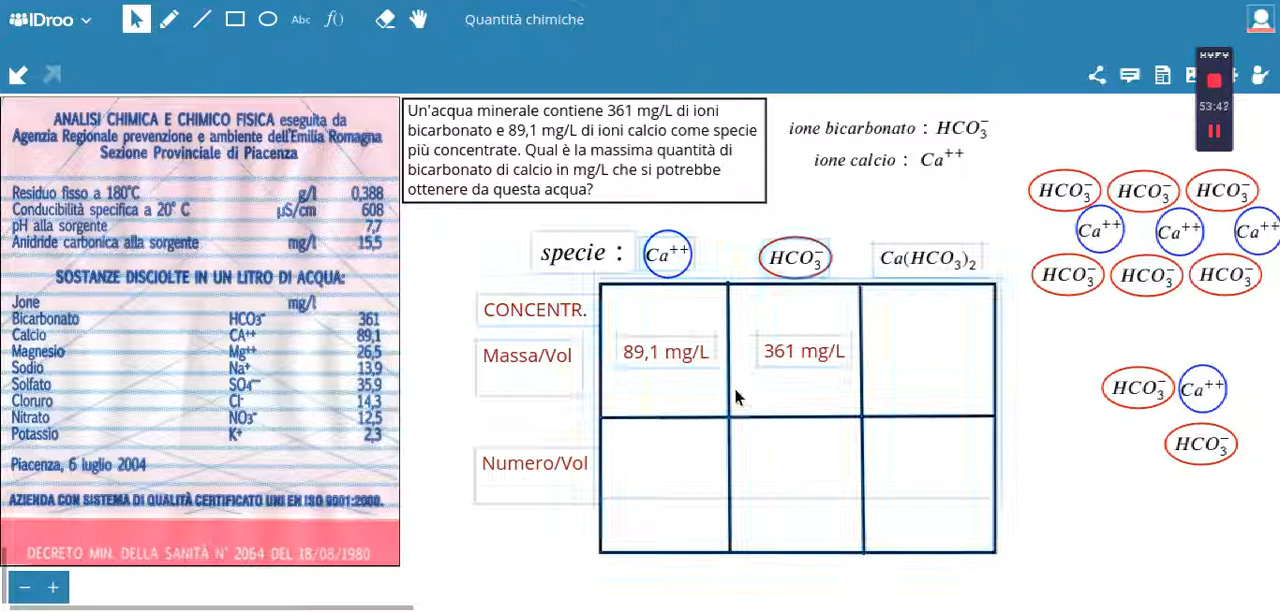 IDroo
Abc
f()
Quantità chimiche
HYFY
53:42
ANALISI CHIMICA E CHIMICO FISICA eseguita da
Agenzia Regionale prevenzione e ambiente dell'Emilia Romagna
Sezione Provinciale di Piacenza
Residuo fisso a 180°C g/l 0,388
Conducibilità specifica a 20° C µS/cm 608
pH alla sorgente 7,7
Anidride carbonica alla sorgente mg/l 15,5
SOSTANZE DISCIOLTE IN UN LITRO DI ACQUA:
Jone mg/l
Bicarbonato HCO₃⁻ 361
Calcio CA⁺⁺ 89,1
Magnesio Mg⁺⁺ 26,5
Sodio Na⁺ 13,9
Solfato SO₄⁻⁻ 35,9
Cloruro Cl⁻ 14,3
Nitrato NO₃⁻ 12,5
Potassio K⁺ 2,3
Piacenza, 6 luglio 2004
AZIENDA CON SISTEMA DI QUALITÀ CERTIFICATO UNI EN ISO 9001:2000.
DECRETO MIN. DELLA SANITÀ N° 2064 DEL 18/08/1980
Un'acqua minerale contiene 361 mg/L di ioni
bicarbonato e 89,1 mg/L di ioni calcio come specie
più concentrate. Qual è la massima quantità di
bicarbonato di calcio in mg/L che si potrebbe
ottenere da questa acqua?
ione bicarbonato : HCO₃⁻
ione calcio : Ca⁺⁺
specie : Ca⁺⁺ HCO₃⁻ Ca(HCO₃)₂
CONCENTR.
Massa/Vol 89,1 mg/L 361 mg/L
Numero/Vol
HCO₃⁻ HCO₃⁻ HCO₃⁻
Ca⁺⁺ Ca⁺⁺ Ca⁺⁺
HCO₃⁻ HCO₃⁻ HCO₃⁻
HCO₃⁻ Ca⁺⁺
HCO₃⁻